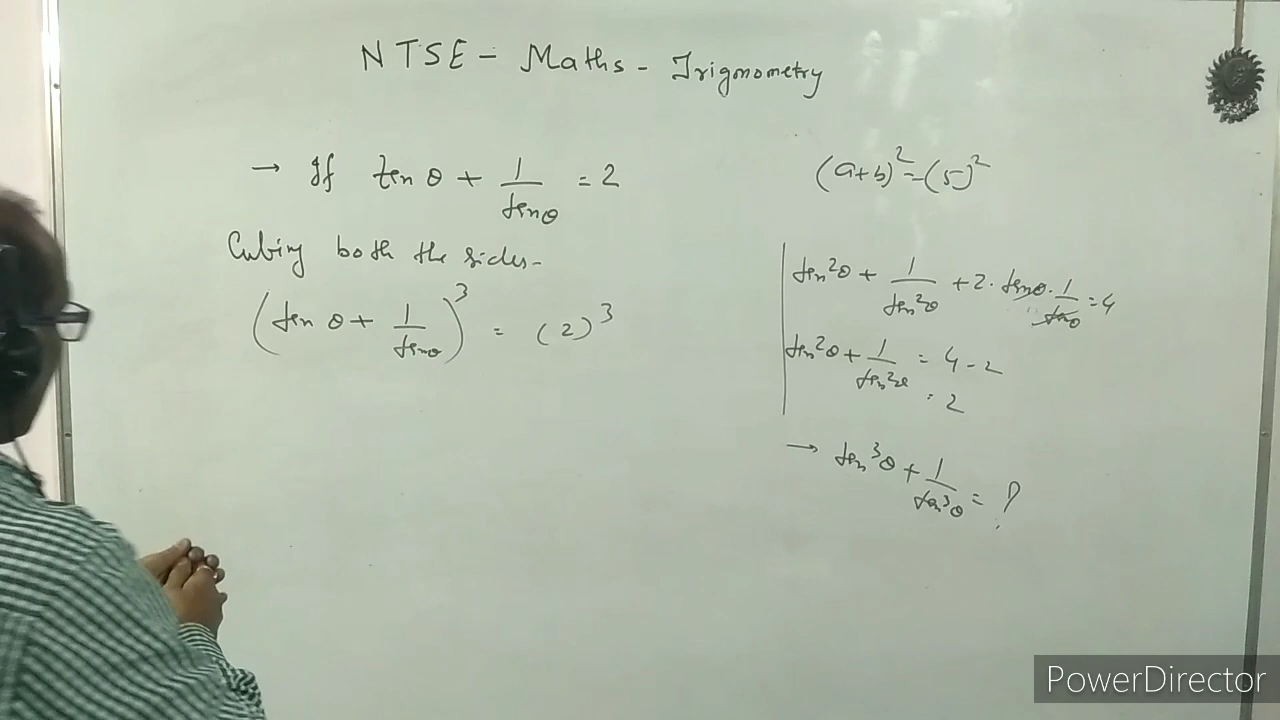 NTSE - Maths - Trignometry
→ If tan θ + 1/tanθ = 2
Cubing both the sides-
(tan θ + 1/tanθ)³ = (2)³
(a+b)² = (5)²
tan²θ + 1/tan²θ + 2. tanθ. 1/tanθ = 4
tan²θ + 1/tan²θ = 4 - 2
= 2
→ tan³θ + 1/tan³θ = ?
PowerDirector